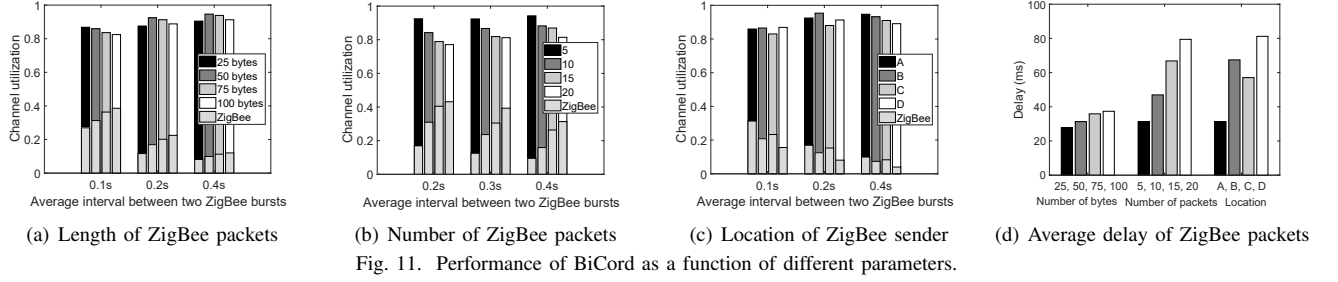 1
0.8
0.6
0.4
0.2
0
Channel utilization
25 bytes
50 bytes
75 bytes
100 bytes
ZigBee
0.1s
0.2s
0.4s
Average interval between two ZigBee bursts
(a) Length of ZigBee packets
1
0.8
0.6
0.4
0.2
0
Channel utilization
5
10
15
20
ZigBee
0.2s
0.3s
0.4s
Average interval between two ZigBee bursts
(b) Number of ZigBee packets
1
0.8
0.6
0.4
0.2
0
Channel utilization
A
B
C
D
ZigBee
0.1s
0.2s
0.4s
Average interval between two ZigBee bursts
(c) Location of ZigBee sender
100
80
60
40
20
0
Delay (ms)
25, 50, 75, 100
5, 10, 15, 20
A, B, C, D
Number of bytes
Number of packets
Location
(d) Average delay of ZigBee packets
Fig. 11. Performance of BiCord as a function of different parameters.